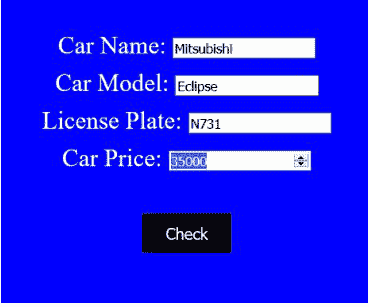 Car Name: Mitsubishi
Car Model: Eclipse
License Plate: N731
Car Price: 35000
Check